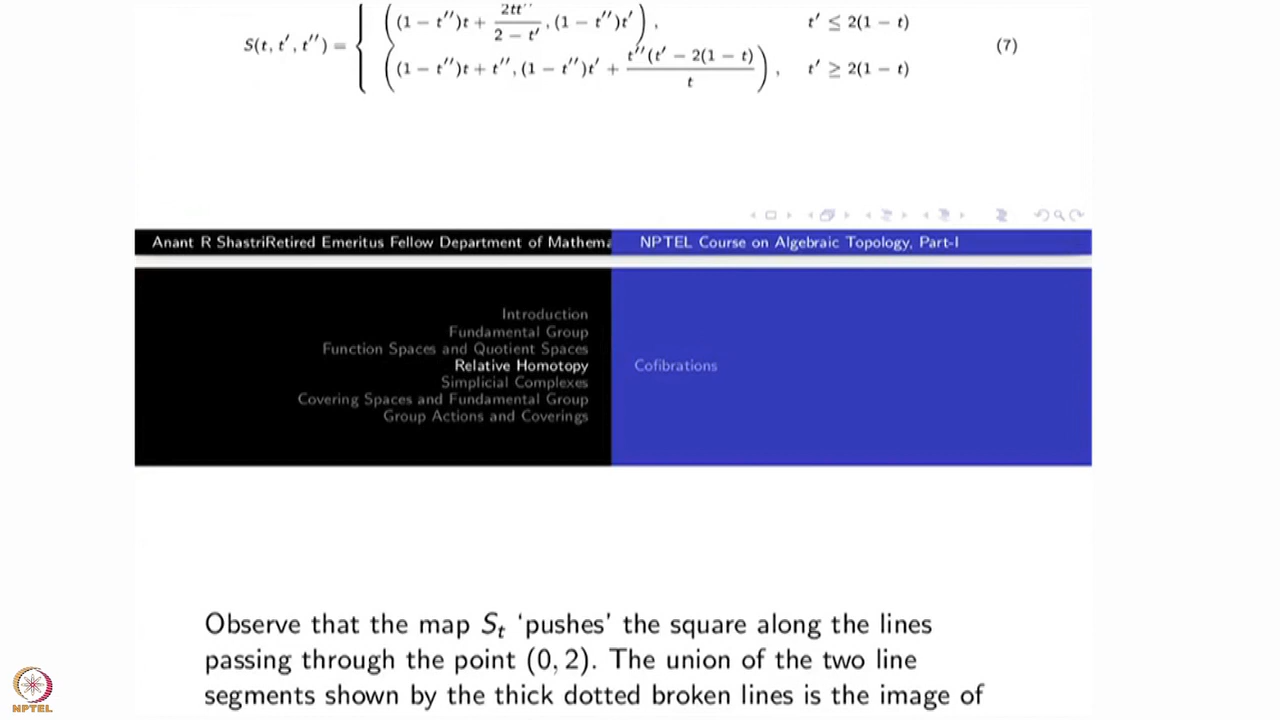 S(t, t′, t″) = { ((1 − t″)t + 2tt″/(2 − t′), (1 − t″)t′), t′ ≤ 2(1 − t)
((1 − t″)t + t″, (1 − t″)t′ + t″(t′ − 2(1 − t))/t), t′ ≥ 2(1 − t)
(7)
Anant R ShastriRetired Emeritus Fellow Department of Mathema
NPTEL Course on Algebraic Topology, Part-I
Introduction
Fundamental Group
Function Spaces and Quotient Spaces
Relative Homotopy
Simplicial Complexes
Covering Spaces and Fundamental Group
Group Actions and Coverings
Cofibrations
Observe that the map Sₜ ‘pushes’ the square along the lines
passing through the point (0, 2). The union of the two line
segments shown by the thick dotted broken lines is the image of
NPTEL